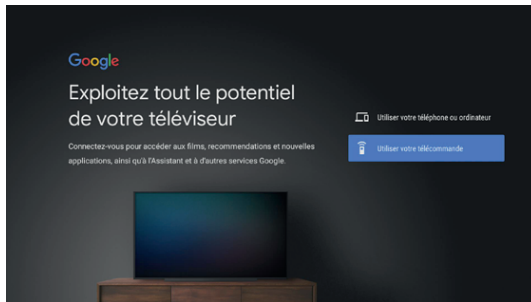 Google
Exploitez tout le potentiel
de votre téléviseur
Connectez-vous pour accéder aux films, recommendations et nouvelles
applications, ainsi qu'à l'Assistant et à d'autres services Google.
Utiliser votre téléphone ou ordinateur
Utiliser votre télécommande